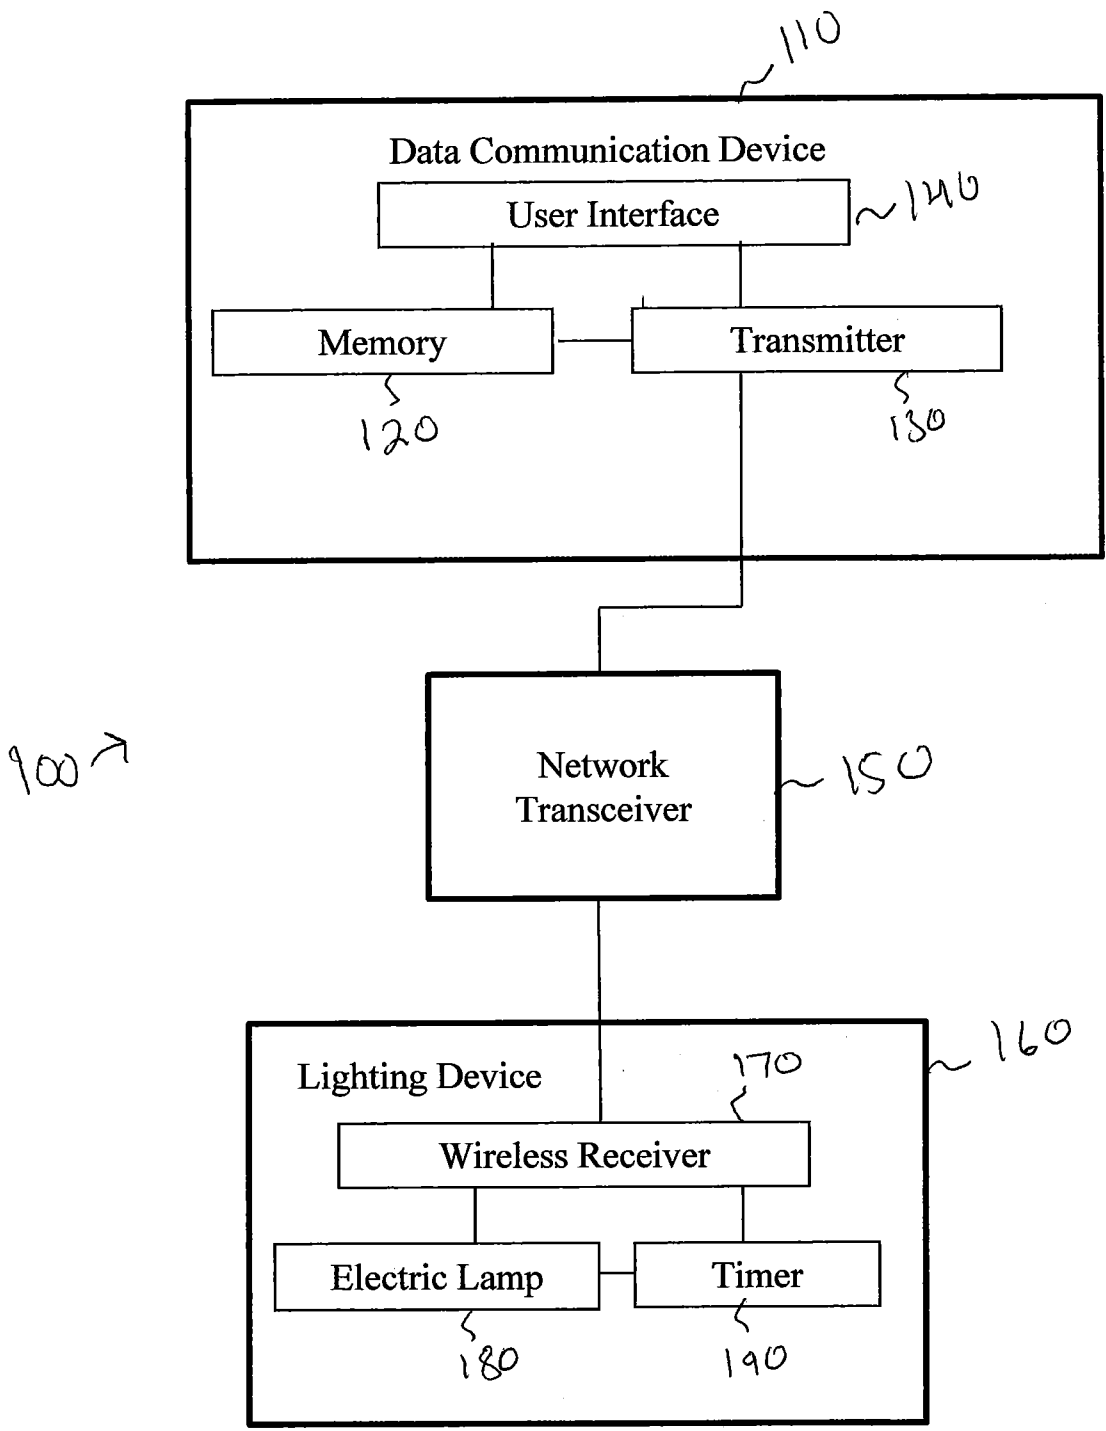 110
Data Communication Device
User Interface
140
Memory
Transmitter
120
130
900
Network
Transceiver
150
160
Lighting Device
170
Wireless Receiver
Electric Lamp
Timer
180
190